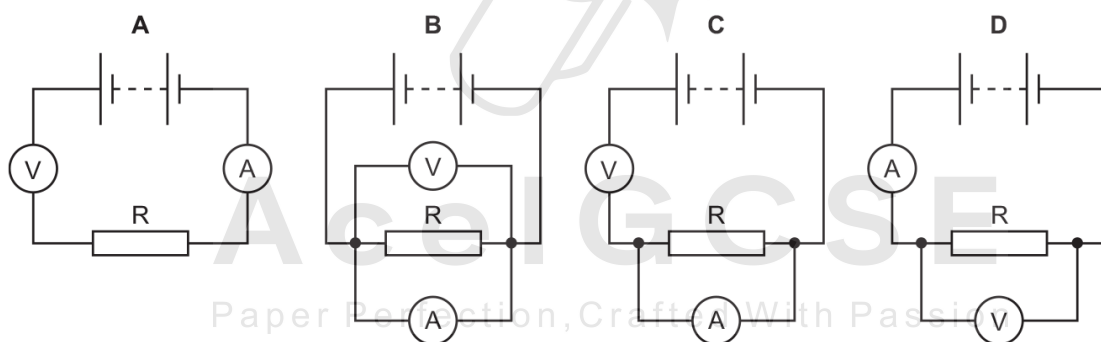 A B C D
V A R
V R A
V R A
A R V
AceIGCSE
Paper Perfection, Crafted With Passion